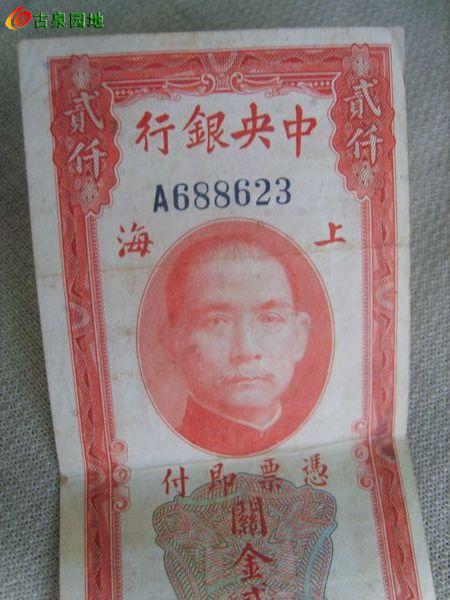 古泉园地
貳仟 貳仟
中央銀行
A688623
上海
憑票即付
關金